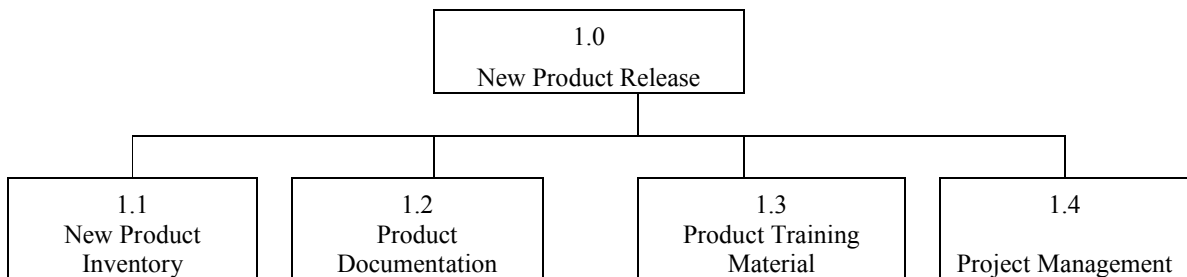 1.0
New Product Release
1.1
New Product
Inventory
1.2
Product
Documentation
1.3
Product Training
Material
1.4
Project Management